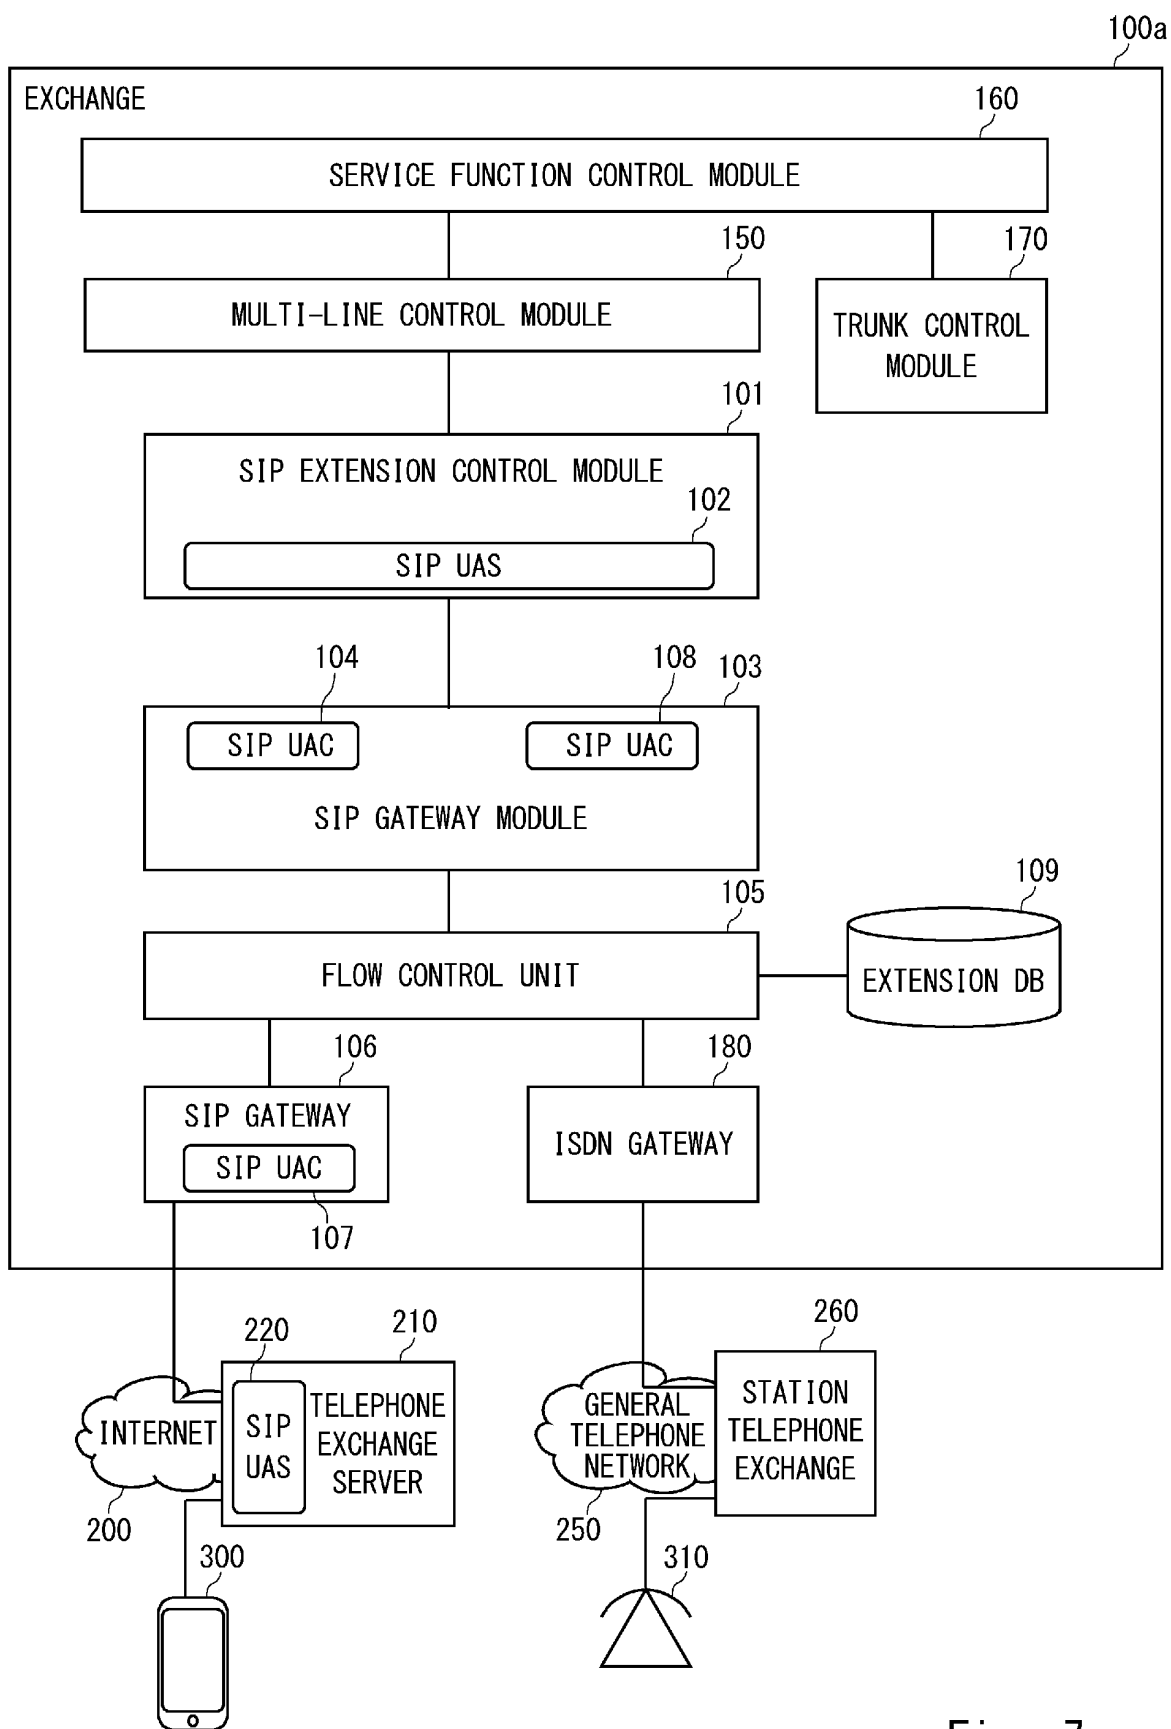 100a
EXCHANGE
160
SERVICE FUNCTION CONTROL MODULE
150
170
MULTI-LINE CONTROL MODULE
TRUNK CONTROL
MODULE
101
SIP EXTENSION CONTROL MODULE
102
SIP UAS
104
108
103
SIP UAC
SIP UAC
SIP GATEWAY MODULE
105
109
FLOW CONTROL UNIT
EXTENSION DB
106
180
SIP GATEWAY
SIP UAC
ISDN GATEWAY
107
220
210
260
INTERNET
SIP
UAS
TELEPHONE
EXCHANGE
SERVER
GENERAL
TELEPHONE
NETWORK
STATION
TELEPHONE
EXCHANGE
200
250
300
310